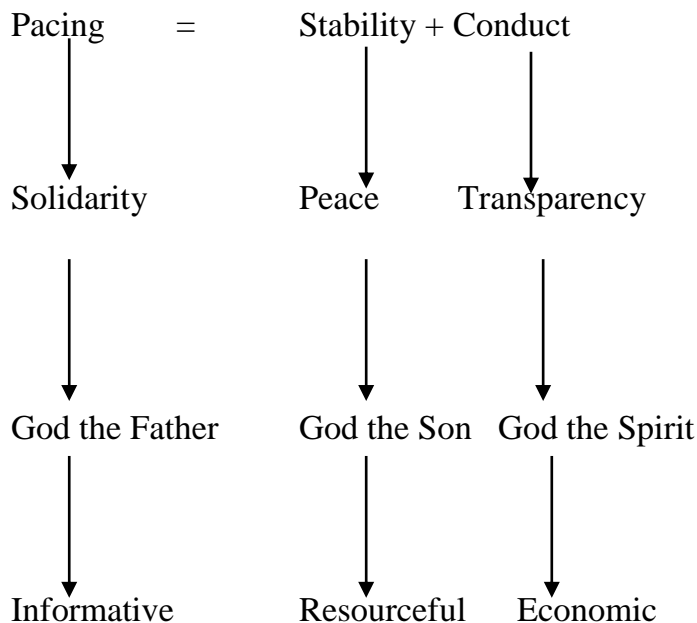 Pacing = Stability + Conduct
Solidarity Peace Transparency
God the Father God the Son God the Spirit
Informative Resourceful Economic